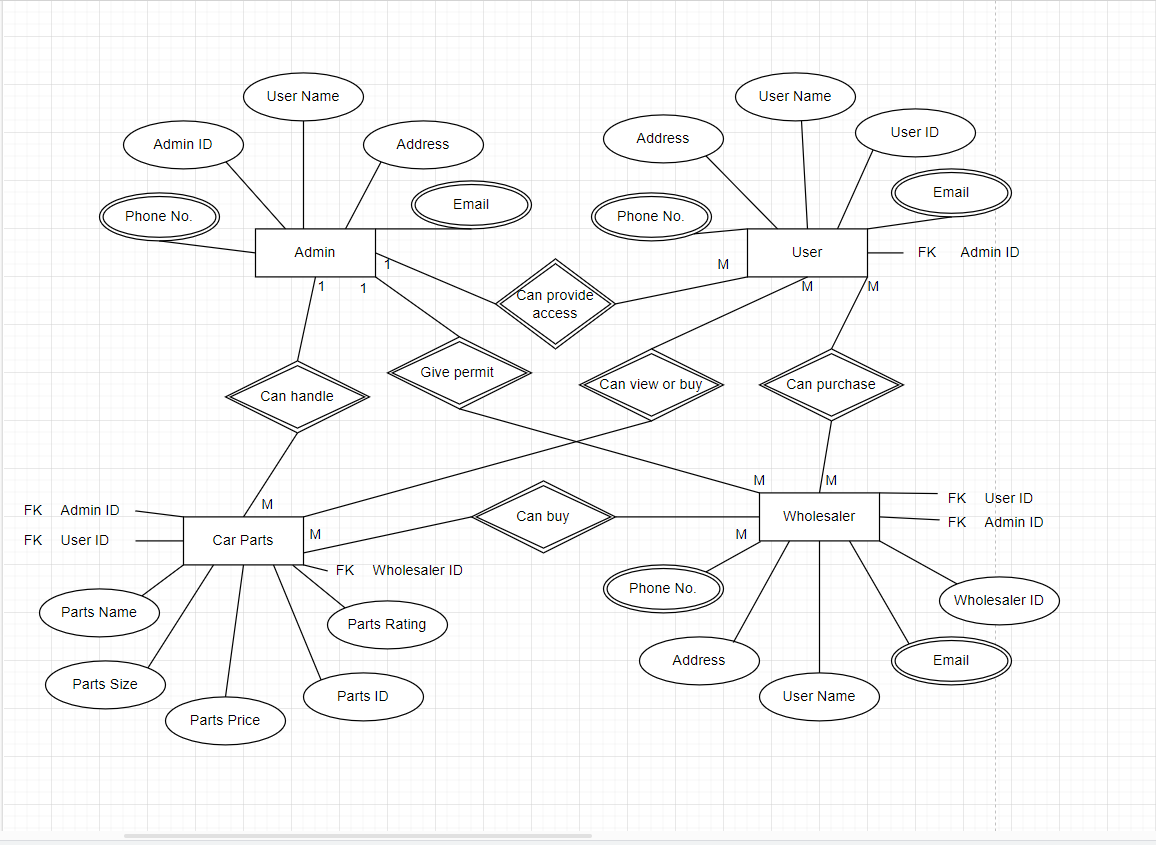 User Name
User Name
Admin ID
Address
Address
User ID
Phone No.
Email
Phone No.
Email
Admin
User
FK Admin ID
1
M
1
1
M
M
Can provide
access
Can handle
Give permit
Can view or buy
Can purchase
M
M
M
FK Admin ID
FK User ID
Car Parts
M
Can buy
M
Wholesaler
FK User ID
FK Admin ID
FK Wholesaler ID
Parts Name
Parts Rating
Phone No.
Wholesaler ID
Parts Size
Parts ID
Address
Email
Parts Price
User Name